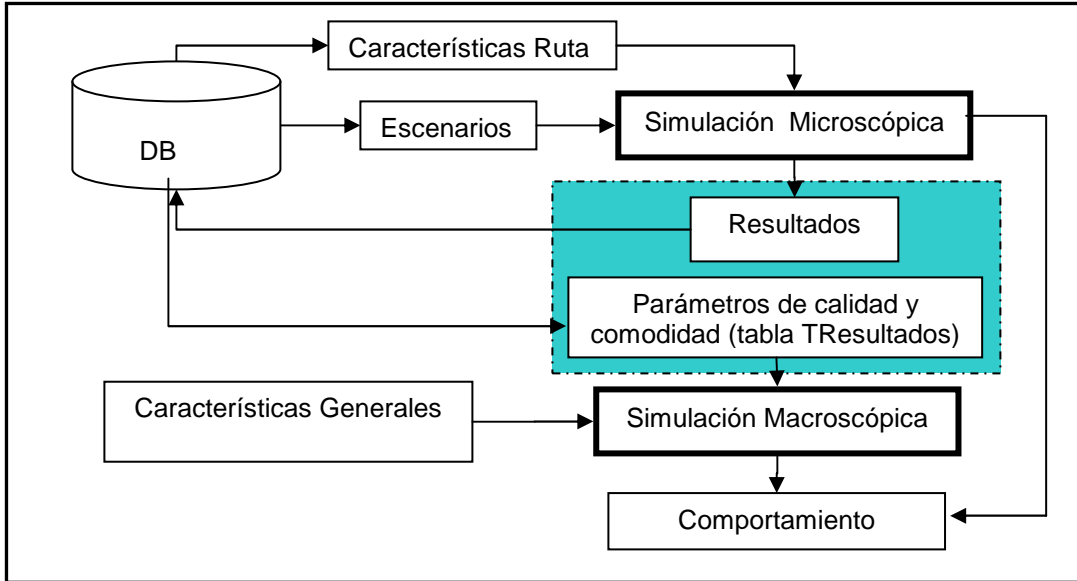 Características Ruta
DB
Escenarios
Simulación Microscópica
Resultados
Parámetros de calidad y
comodidad (tabla TResultados)
Características Generales
Simulación Macroscópica
Comportamiento